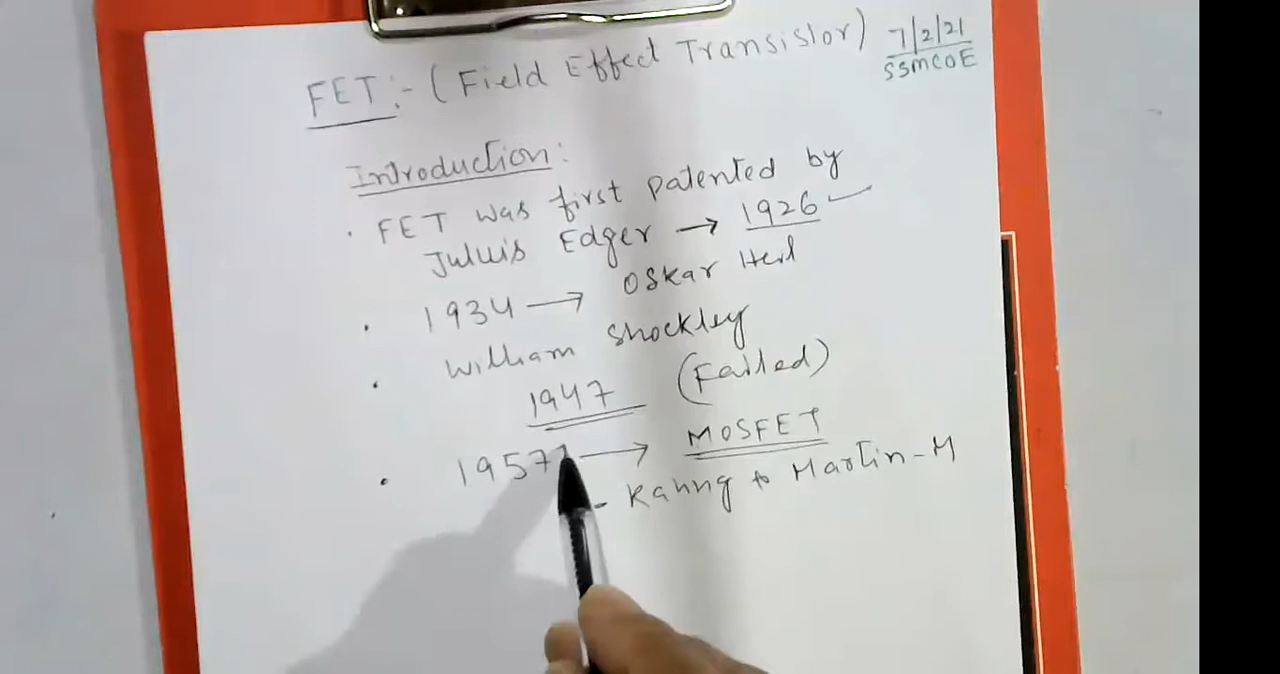 FET :- (Field Effect Transistor) 7/2/21
SSMCOE
Introduction:
. FET was first patented by
Juluis Edger → 1926
. 1934 → Oskar Heil
. William Shockley
1947 (Failed)
. 1957 → MOSFET
- Kahng & Martin-M